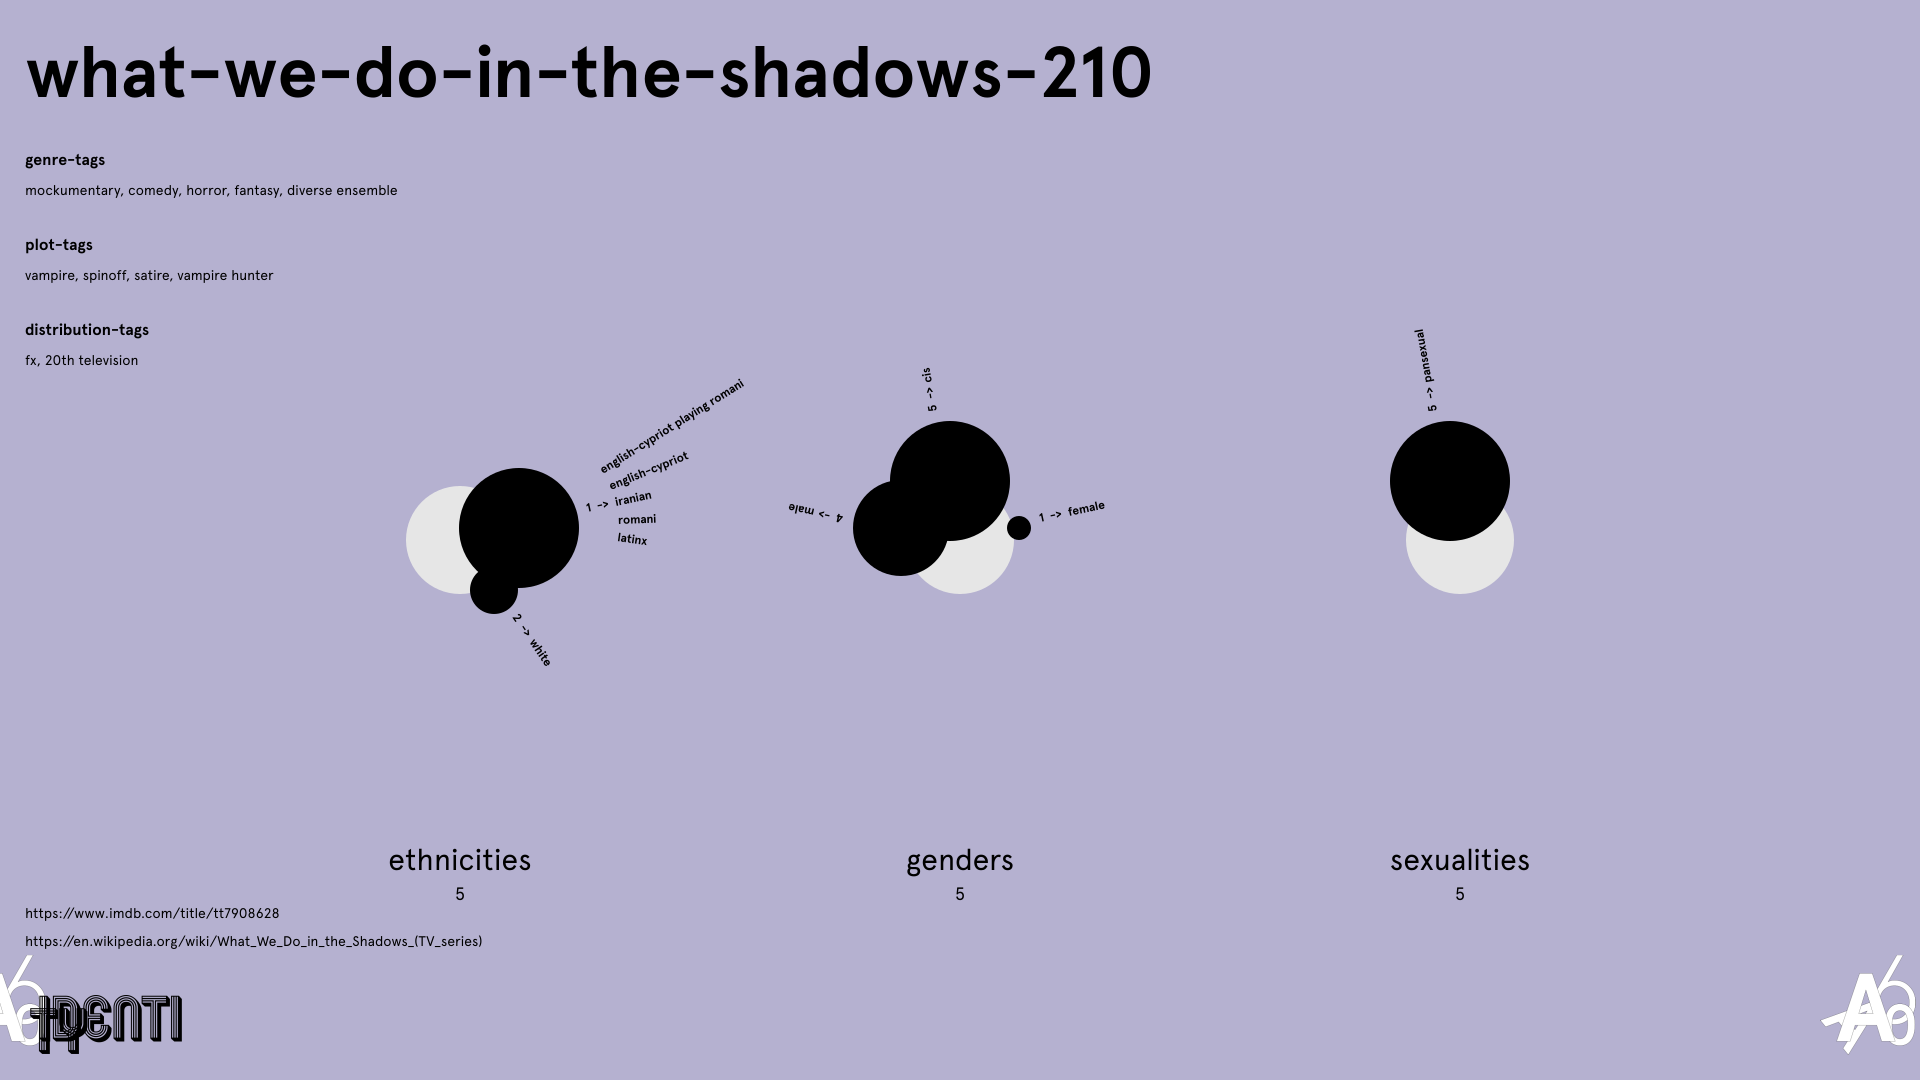 what-we-do-in-the-shadows-210
genre-tags
mockumentary, comedy, horror, fantasy, diverse ensemble
plot-tags
vampire, spinoff, satire, vampire hunter
distribution-tags
fx, 20th television
english-cypriot playing romani
english-cypriot
1 -> iranian
romani
latinx
2 -> white
5 -> cis
4 -> male
1 -> female
5 -> pansexual
ethnicities
5
genders
5
sexualities
5
https://www.imdb.com/title/tt7908628
https://en.wikipedia.org/wiki/What_We_Do_in_the_Shadows_(TV_series)
IDENTI